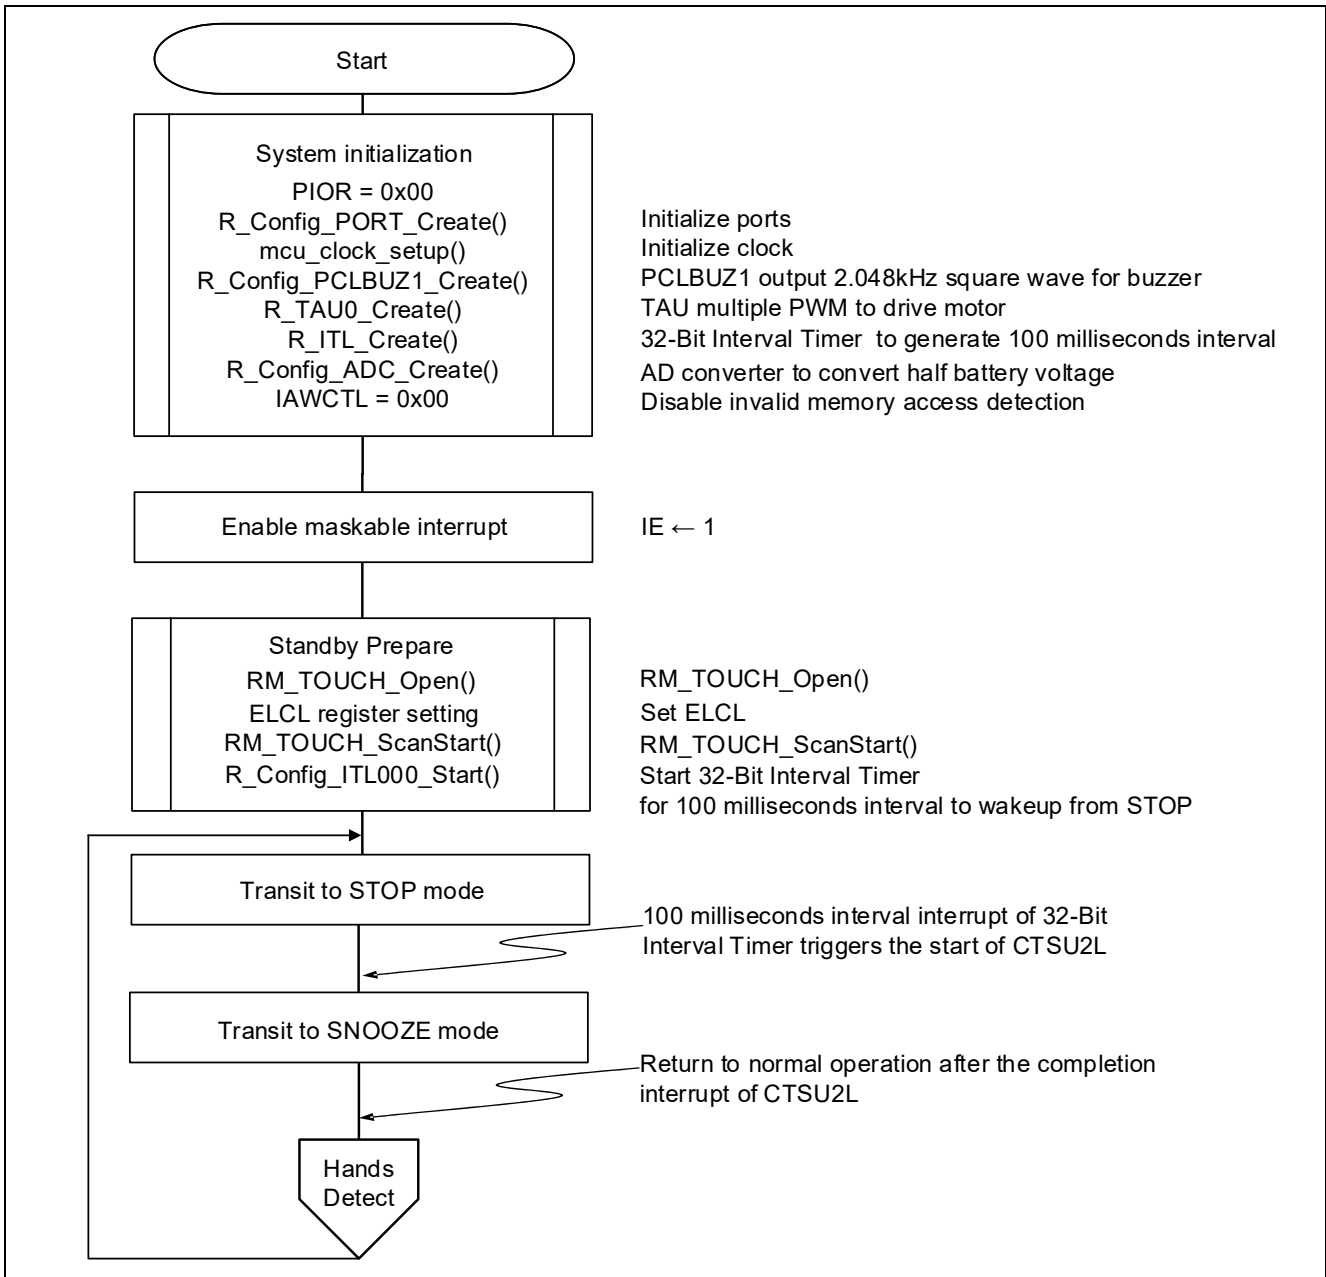 Start
System initialization
PIOR = 0x00
R_Config_PORT_Create()
mcu_clock_setup()
R_Config_PCLBUZ1_Create()
R_TAU0_Create()
R_ITL_Create()
R_Config_ADC_Create()
IAWCTL = 0x00
Initialize ports
Initialize clock
PCLBUZ1 output 2.048kHz square wave for buzzer
TAU multiple PWM to drive motor
32-Bit Interval Timer to generate 100 milliseconds interval
AD converter to convert half battery voltage
Disable invalid memory access detection
Enable maskable interrupt
IE ← 1
Standby Prepare
RM_TOUCH_Open()
ELCL register setting
RM_TOUCH_ScanStart()
R_Config_ITL000_Start()
RM_TOUCH_Open()
Set ELCL
RM_TOUCH_ScanStart()
Start 32-Bit Interval Timer
for 100 milliseconds interval to wakeup from STOP
Transit to STOP mode
100 milliseconds interval interrupt of 32-Bit
Interval Timer triggers the start of CTSU2L
Transit to SNOOZE mode
Return to normal operation after the completion
interrupt of CTSU2L
Hands
Detect